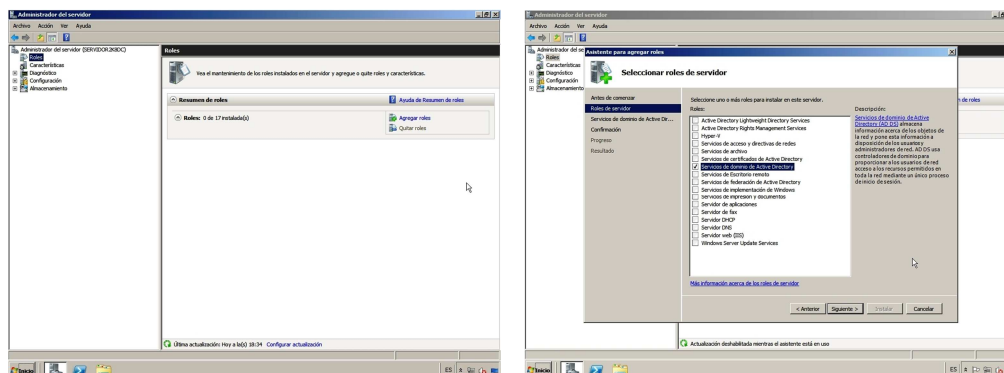 Administrador del servidor
Archivo Acción Ver Ayuda
Administrador del servidor (SERVIDOR2K8DC)
Roles
Características
Diagnóstico
Configuración
Almacenamiento
Roles
Vea el mantenimiento de los roles instalados en el servidor y agregue o quite roles y características.
Resumen de roles
Ayuda de Resumen de roles
Roles: 0 de 17 instalada(s)
Agregar roles
Quitar roles
Última actualización: Hoy a la(s) 18:34 Configurar actualización
Inicio
ES
Administrador del servidor
Archivo Acción Ver Ayuda
Administrador del se
Roles
Características
Diagnóstico
Configuración
Almacenamiento
Asistente para agregar roles
Seleccionar roles de servidor
Antes de comenzar
Roles de servidor
Servicios de dominio de Active Dir...
Confirmación
Progreso
Resultado
Seleccione uno o más roles para instalar en este servidor.
Roles:
Active Directory Lightweight Directory Services
Active Directory Rights Management Services
Hyper-V
Servicios de acceso y directivas de redes
Servicios de archivo
Servicios de certificados de Active Directory
Servicios de dominio de Active Directory
Servicios de Escritorio remoto
Servicios de federación de Active Directory
Servicios de implementación de Windows
Servicios de impresión y documentos
Servidor de aplicaciones
Servidor de fax
Servidor DHCP
Servidor DNS
Servidor web (IIS)
Windows Server Update Services
Más información acerca de los roles de servidor
Descripción:
Servicios de dominio de Active
Directory (AD DS) almacena
información acerca de los objetos de
la red y pone esta información a
disposición de los usuarios y
administradores de red. AD DS usa
controladores de dominio para
proporcionar a los usuarios de red
acceso a los recursos permitidos en
toda la red mediante un único proceso
de inicio de sesión.
n de roles
< Anterior Siguiente > Instalar Cancelar
Actualización deshabilitada mientras el asistente está en uso
Inicio
ES